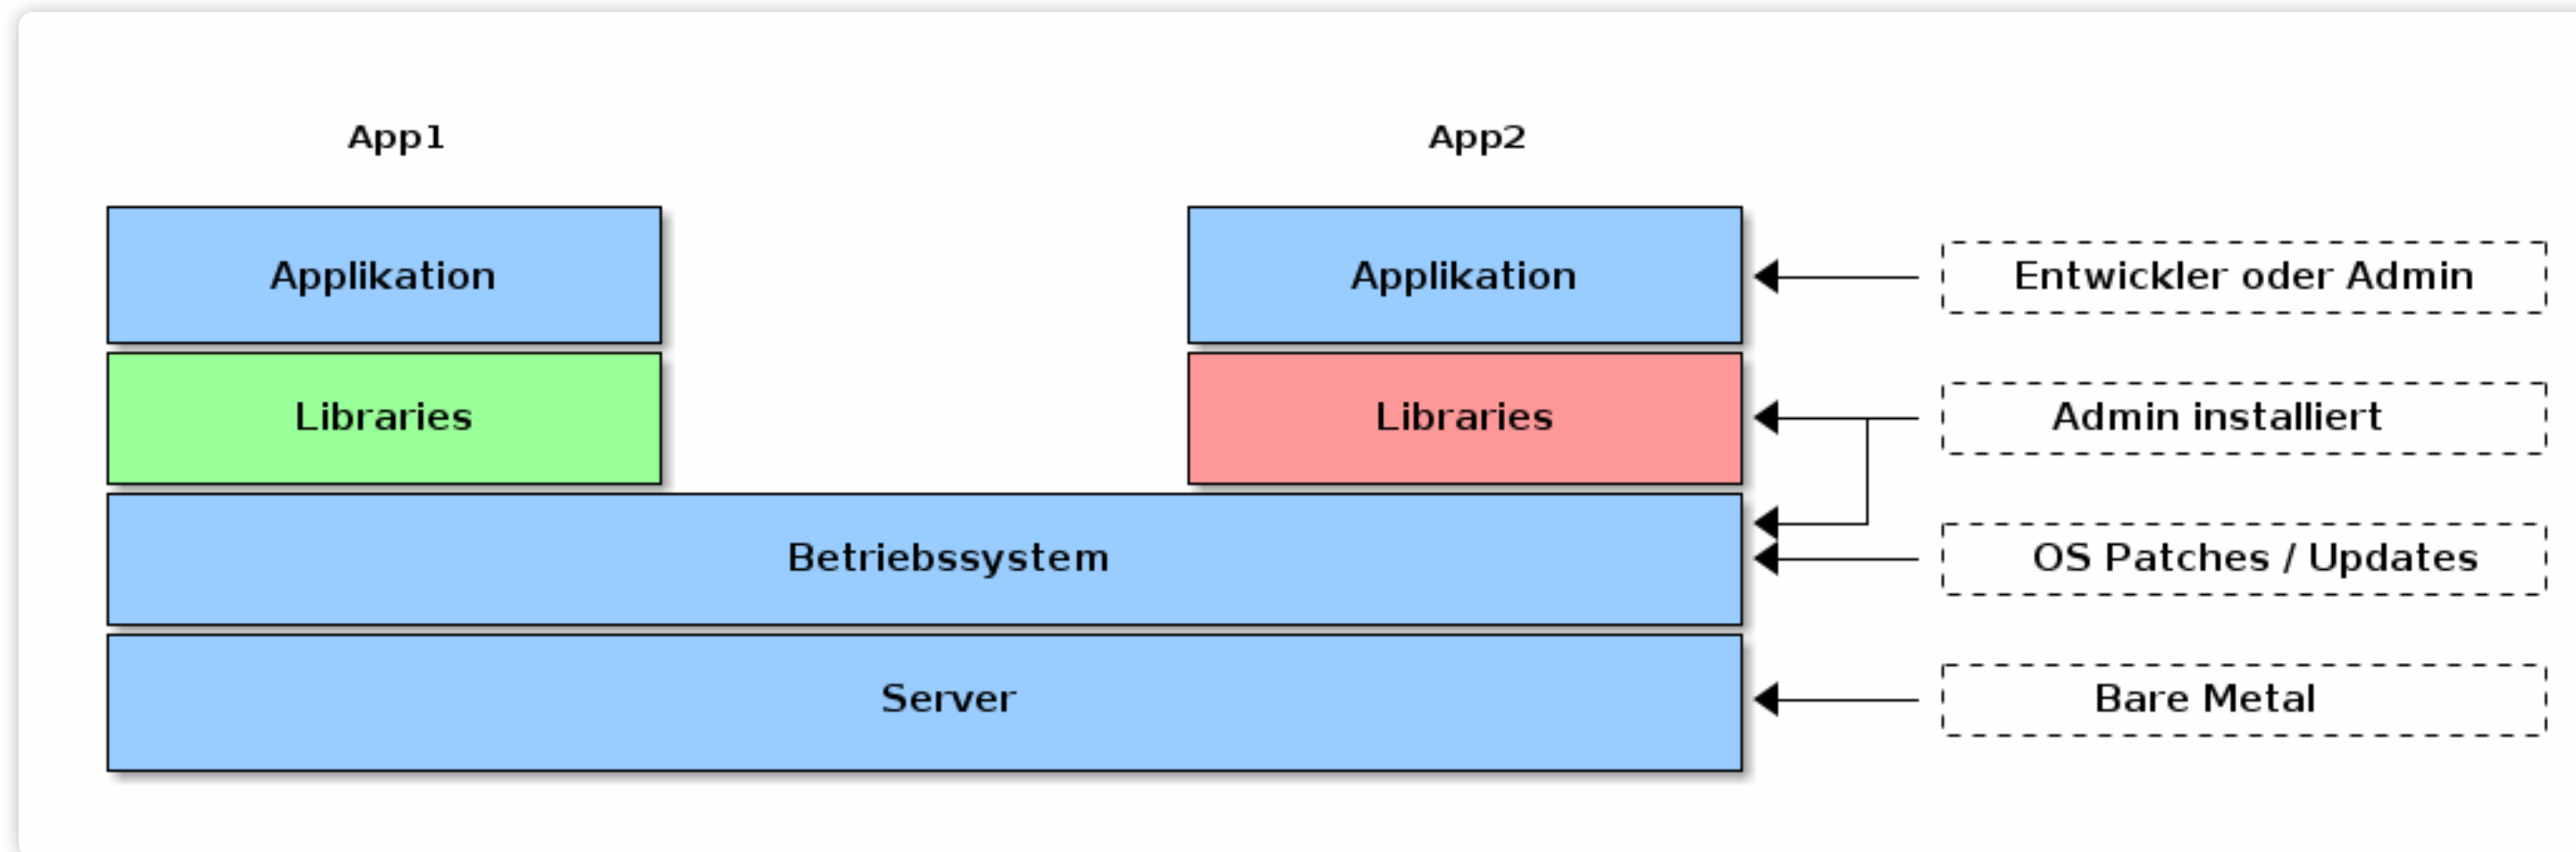 App1
App2
Applikation
Applikation
Entwickler oder Admin
Libraries
Libraries
Admin installiert
Betriebssystem
OS Patches / Updates
Server
Bare Metal